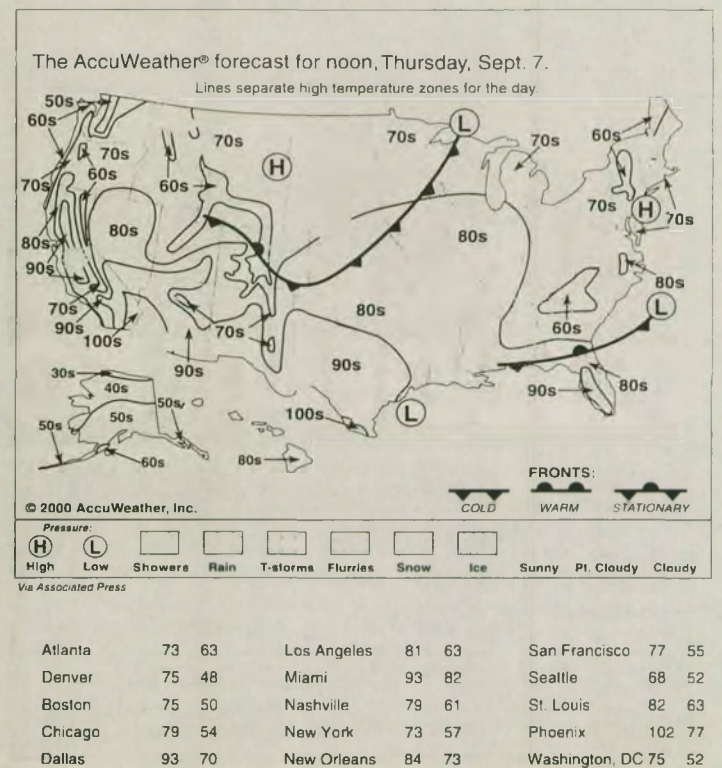 The AccuWeather® forecast for noon, Thursday, Sept. 7.
Lines separate high temperature zones for the day.
50s
60s
70s
80s
90s
70s
90s
100s
70s
60s
80s
60s
70s
H
70s
L
70s
60s
70s
H
70s
80s
80s
80s
60s
L
90s
70s
90s
100s
L
90s
80s
30s
40s
50s
50s
50s
60s
80s
FRONTS:
COLD WARM STATIONARY
© 2000 AccuWeather, Inc.
Pressure:
H L
High Low Showers Rain T-storms Flurries Snow Ice Sunny Pt. Cloudy Cloudy
Via Associated Press
Atlanta 73 63 Los Angeles 81 63 San Francisco 77 55
Denver 75 48 Miami 93 82 Seattle 68 52
Boston 75 50 Nashville 79 61 St. Louis 82 63
Chicago 79 54 New York 73 57 Phoenix 102 77
Dallas 93 70 New Orleans 84 73 Washington, DC 75 52